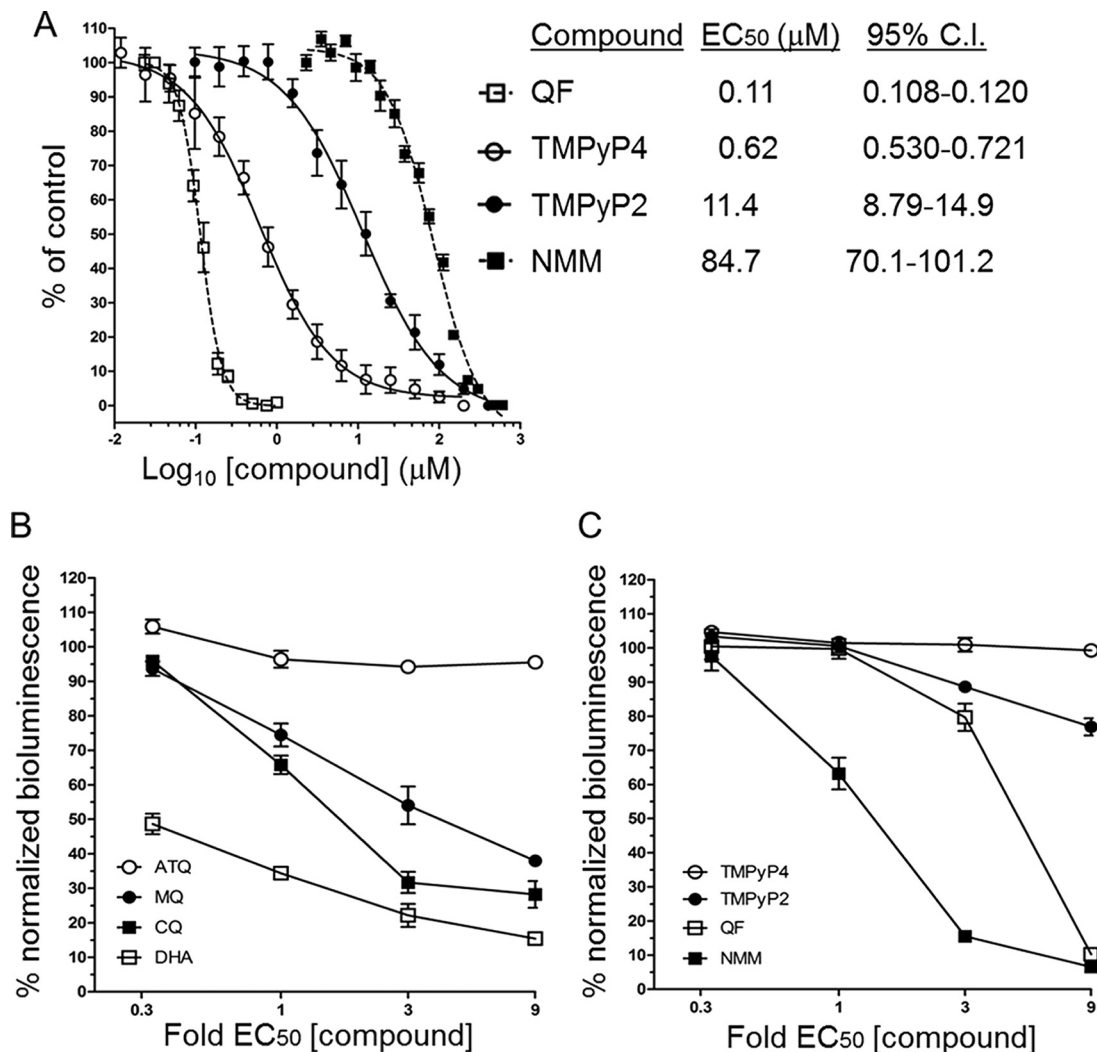 A
Compound EC50 (µM) 95% C.I.
QF 0.11 0.108-0.120
TMPyP4 0.62 0.530-0.721
TMPyP2 11.4 8.79-14.9
NMM 84.7 70.1-101.2
% of control
110
100
90
80
70
60
50
40
30
20
10
0
-2 -1 0 1 2 3
Log10 [compound] (µM)
B
% normalized bioluminescence
120
110
100
90
80
70
60
50
40
30
20
10
0
ATQ
MQ
CQ
DHA
0.3 1 3 9
Fold EC50 [compound]
C
% normalized bioluminescence
120
110
100
90
80
70
60
50
40
30
20
10
0
TMPyP4
TMPyP2
QF
NMM
0.3 1 3 9
Fold EC50 [compound]